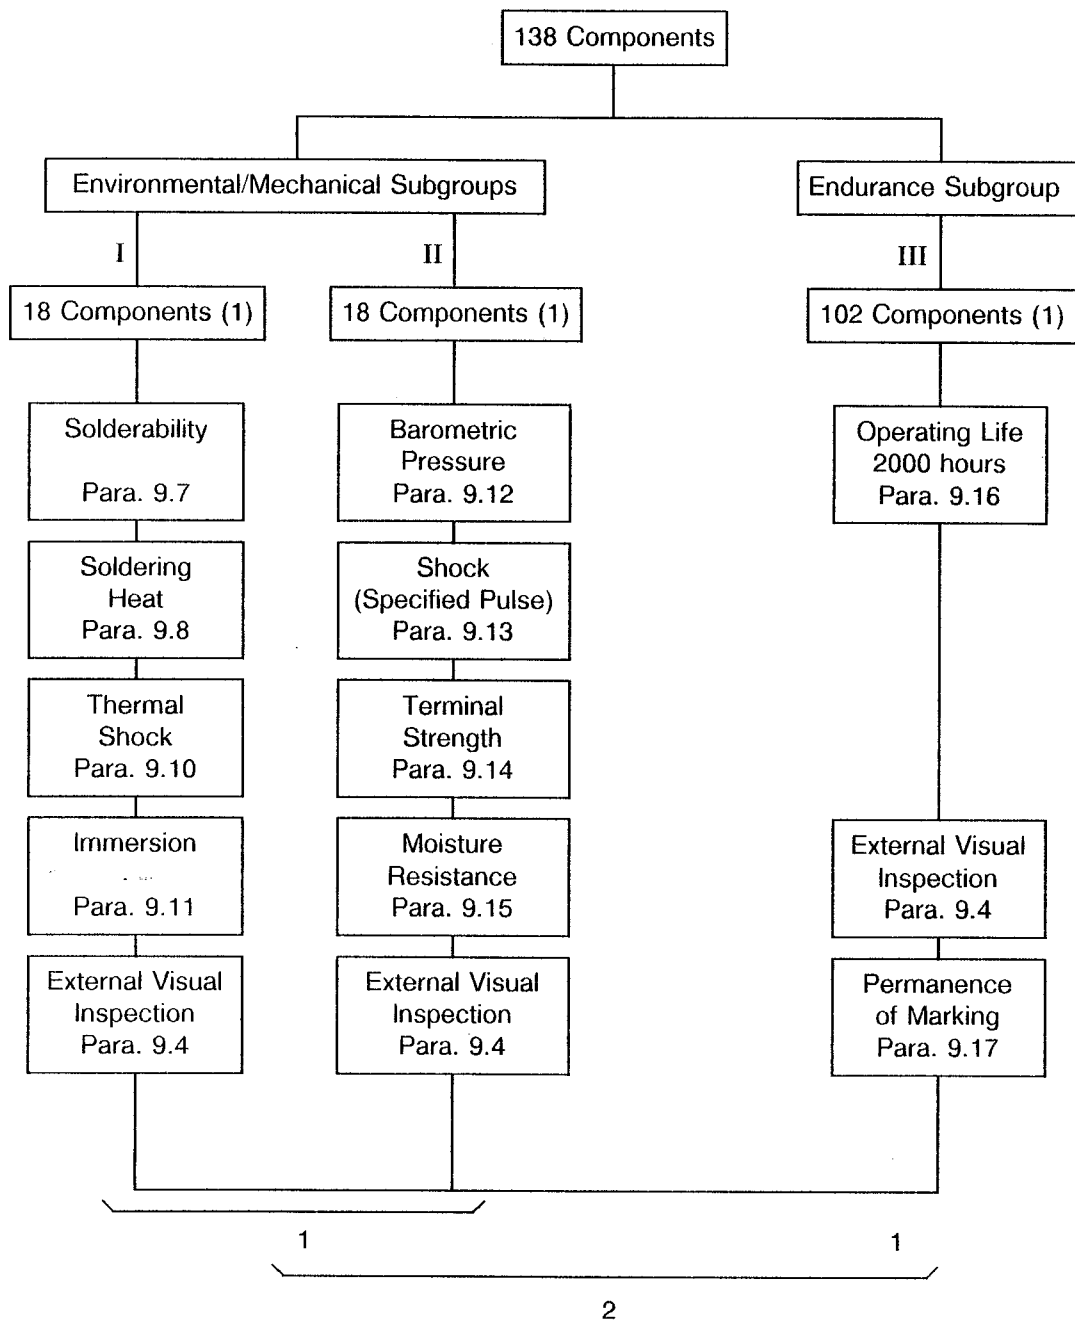 138 Components
Environmental/Mechanical Subgroups
Endurance Subgroup
I
II
III
18 Components (1)
18 Components (1)
102 Components (1)
Solderability
Para. 9.7
Barometric
Pressure
Para. 9.12
Operating Life
2000 hours
Para. 9.16
Soldering
Heat
Para. 9.8
Shock
(Specified Pulse)
Para. 9.13
Thermal
Shock
Para. 9.10
Terminal
Strength
Para. 9.14
Immersion
Para. 9.11
Moisture
Resistance
Para. 9.15
External Visual
Inspection
Para. 9.4
External Visual
Inspection
Para. 9.4
External Visual
Inspection
Para. 9.4
Permanence
of Marking
Para. 9.17
1
1
2